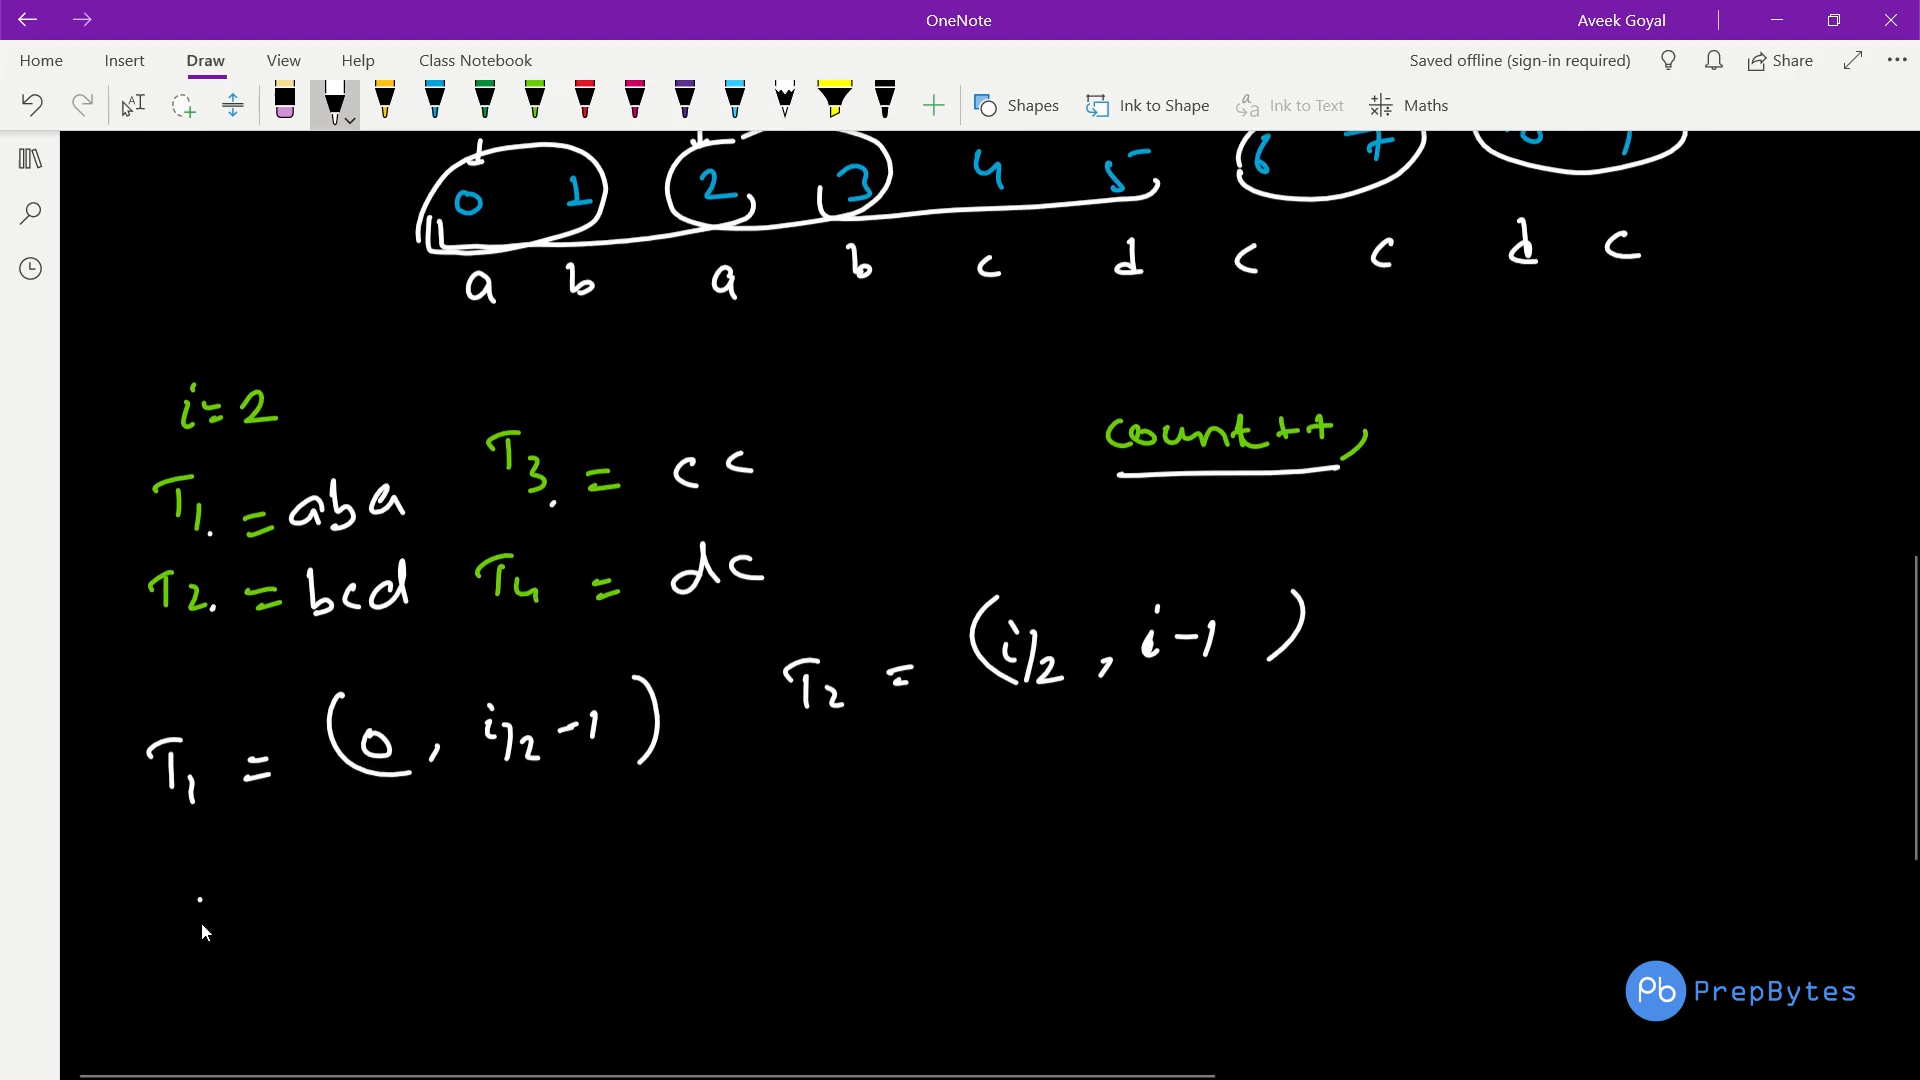 OneNote
Aveek Goyal
Home Insert Draw View Help Class Notebook
Saved offline (sign-in required) Share
Shapes Ink to Shape Ink to Text Maths
0 1 2 3 4 5 6 7
a b a b c d c c d c
i = 2
count++,
T1. = aba
T3. = cc
T2. = bcd
T4 = dc
T2 = (i/2, i-1)
T1 = (0, i/2-1)
Pb PrepBytes